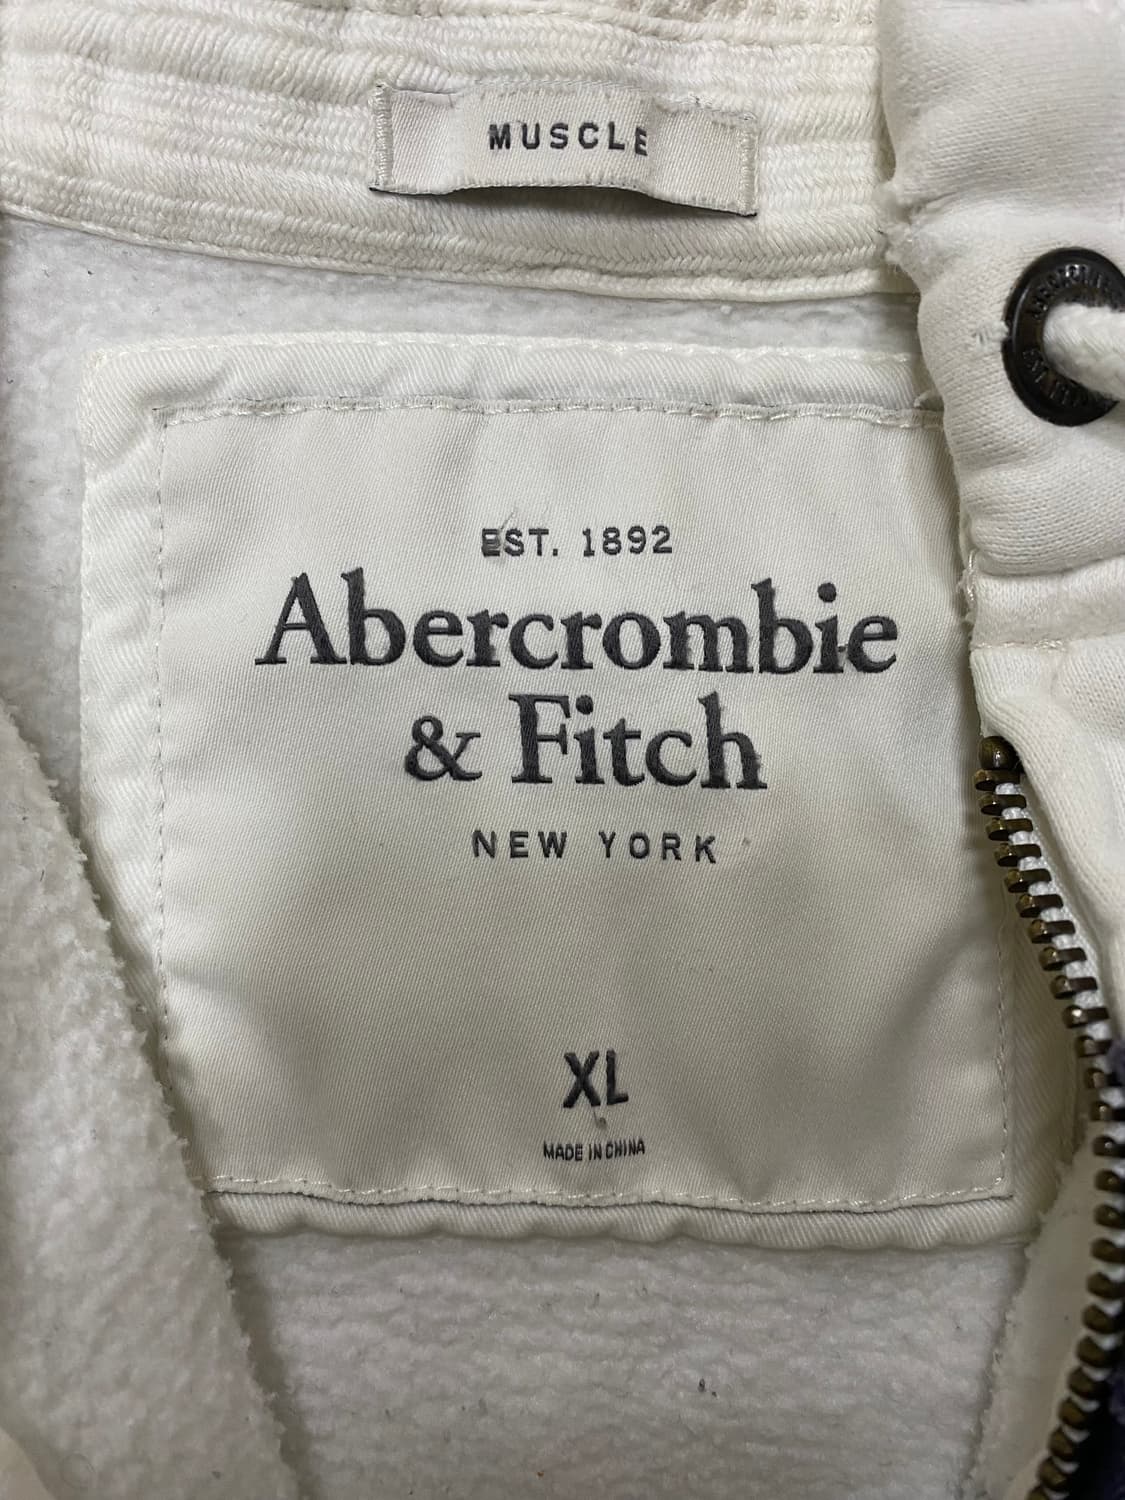 MUSCLE
EST. 1892
Abercrombie
& Fitch
NEW YORK
XL
MADE IN CHINA